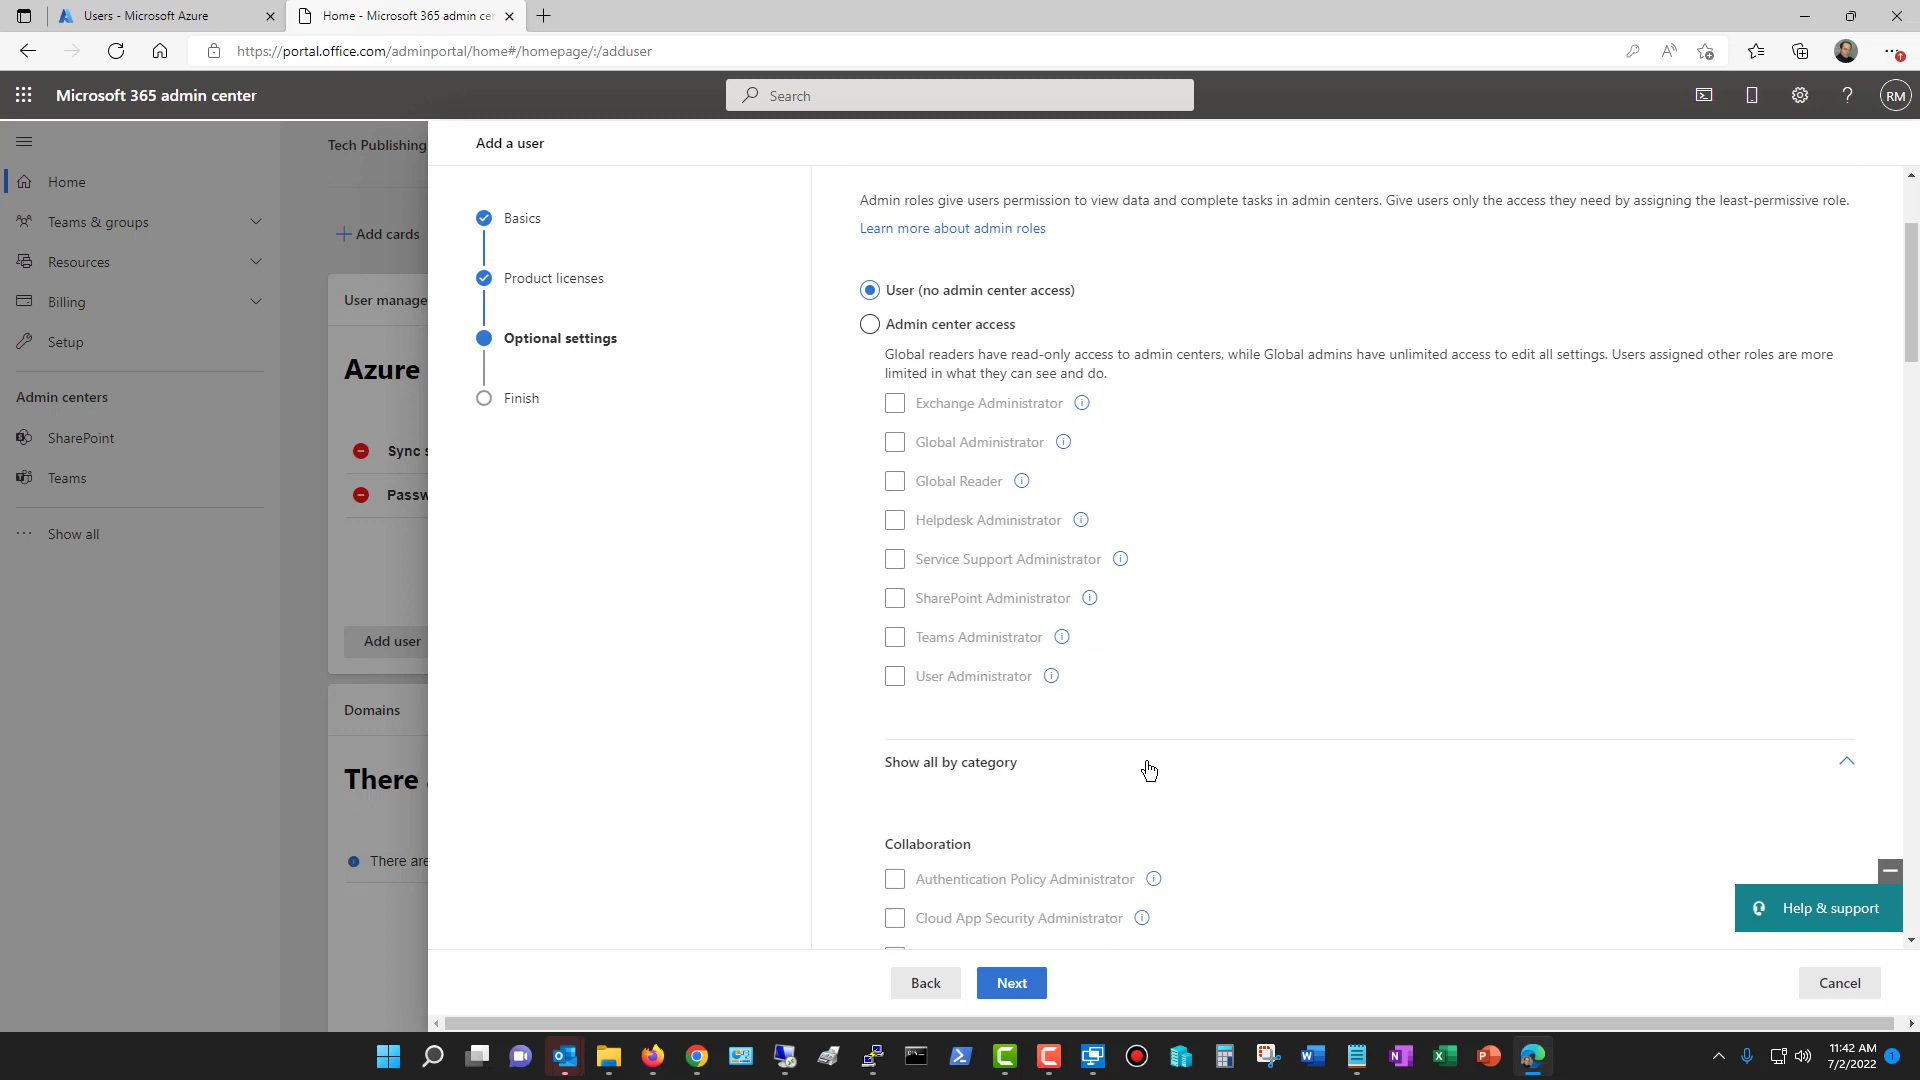 Users - Microsoft Azure
Home - Microsoft 365 admin cen
https://portal.office.com/adminportal/home#/homepage/:/adduser
Microsoft 365 admin center
Search
RM
Home
Teams & groups
Resources
Billing
Setup
Admin centers
SharePoint
Teams
Show all
Tech Publishing
Add cards
User manage
Azure
Sync s
Passw
Add user
Domains
There
There are
Add a user
Basics
Product licenses
Optional settings
Finish
Admin roles give users permission to view data and complete tasks in admin centers. Give users only the access they need by assigning the least-permissive role.
Learn more about admin roles
User (no admin center access)
Admin center access
Global readers have read-only access to admin centers, while Global admins have unlimited access to edit all settings. Users assigned other roles are more
limited in what they can see and do.
Exchange Administrator
Global Administrator
Global Reader
Helpdesk Administrator
Service Support Administrator
SharePoint Administrator
Teams Administrator
User Administrator
Show all by category
Collaboration
Authentication Policy Administrator
Cloud App Security Administrator
Help & support
Back
Next
Cancel
11:42 AM
7/2/2022
1